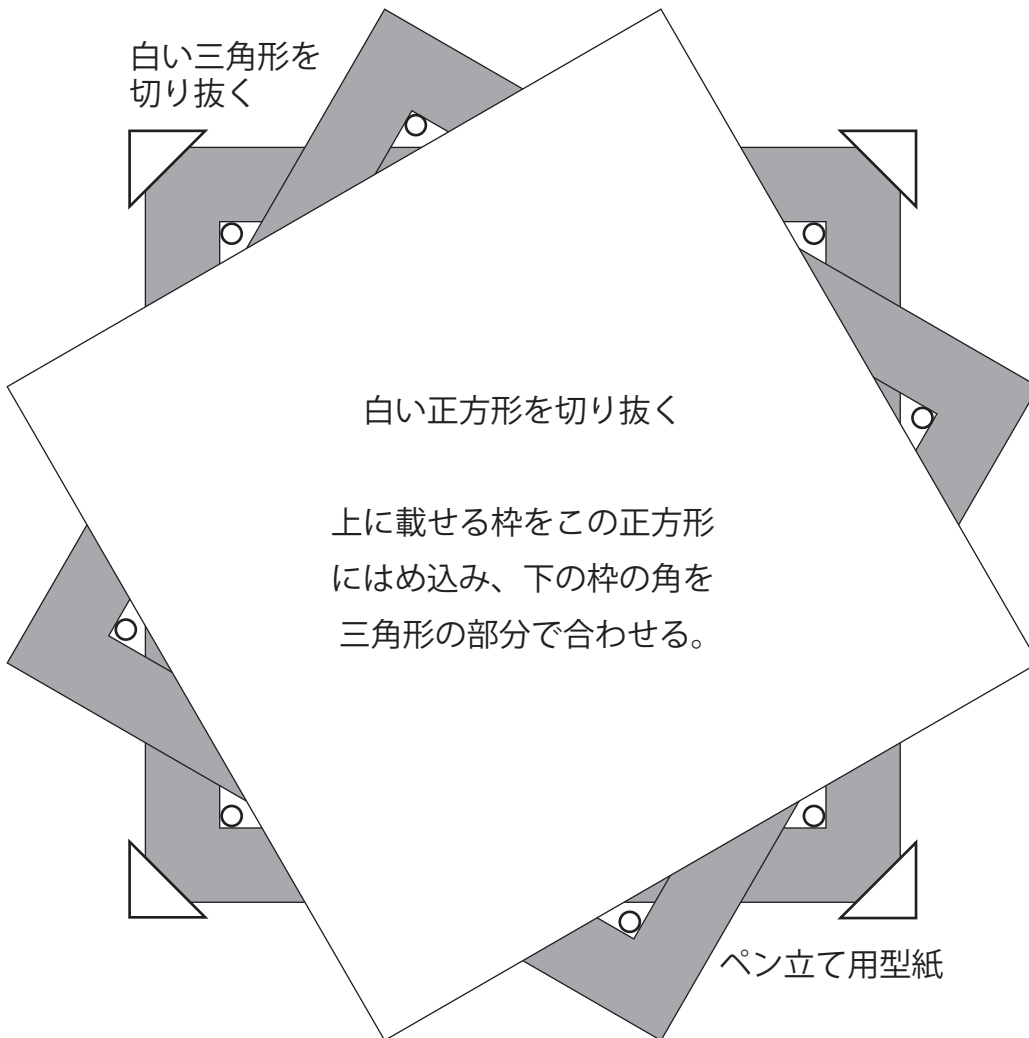 白い三角形を
切り抜く
白い正方形を切り抜く
上に載せる枠をこの正方形
にはめ込み、下の枠の角を
三角形の部分で合わせる。
ペン立て用型紙